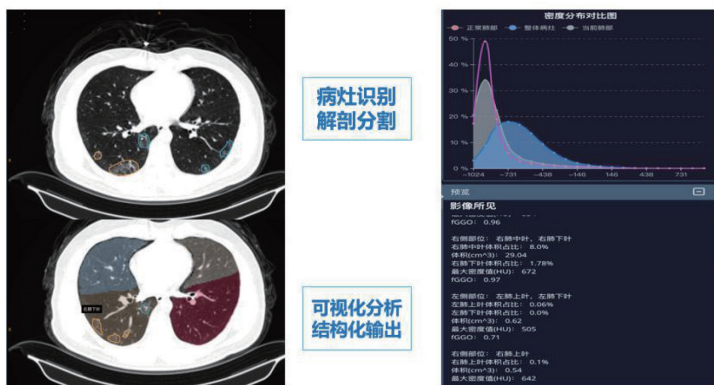 病灶识别
解剖分割
密度分布对比图
正常肺部
整体病灶
当前肺部
50 %
40 %
30 %
20 %
10 %
0 %
-1024
-731
-438
-146
146
438
731
预览
影像所见
fGGO: 0.96
右侧部位: 右肺中叶, 右肺下叶
右肺中叶体积占比: 8.0%
体积(cm^3) : 29.04
右肺下叶体积占比: 1.78%
最大密度值(HU) : 672
fGGO: 0.97
左侧部位: 左肺上叶, 左肺下叶
左肺上叶体积占比: 0.06%
左肺下叶体积占比: 0.0%
体积(cm^3) : 0.62
最大密度值(HU) : 505
fGGO: 0.71
右侧部位: 右肺上叶
右肺上叶体积占比: 0.1%
体积(cm^3) : 0.54
最大密度值(HU) : 642
右肺下叶
可视化分析
结构化输出